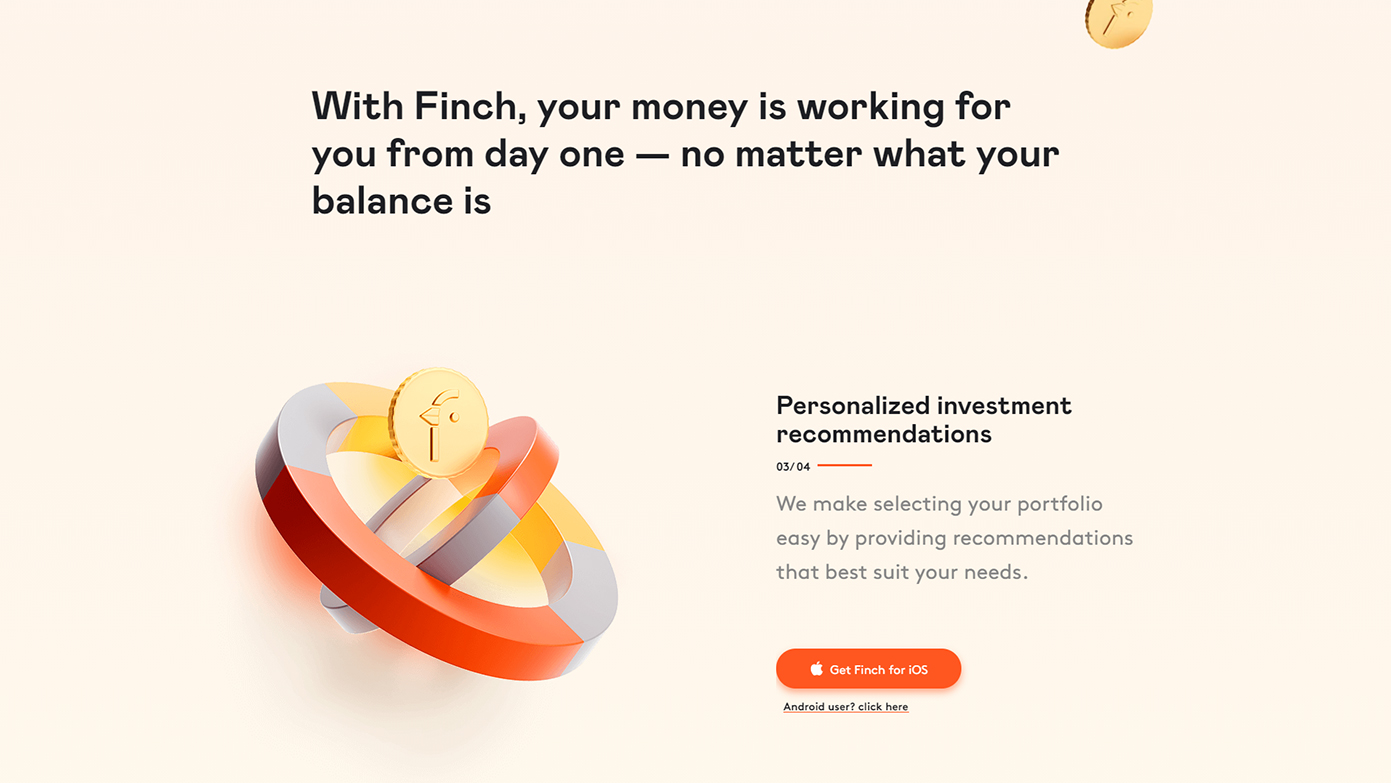 With Finch, your money is working for
you from day one — no matter what your
balance is
Personalized investment
recommendations
03/04
We make selecting your portfolio
easy by providing recommendations
that best suit your needs.
Get Finch for iOS
Android user? click here